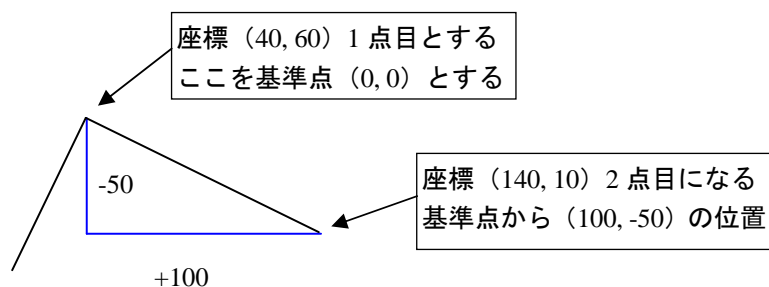 座標（40, 60）1 点目とする
ここを基準点（0, 0）とする
-50
座標（140, 10）2 点目になる
基準点から（100, -50）の位置
+100